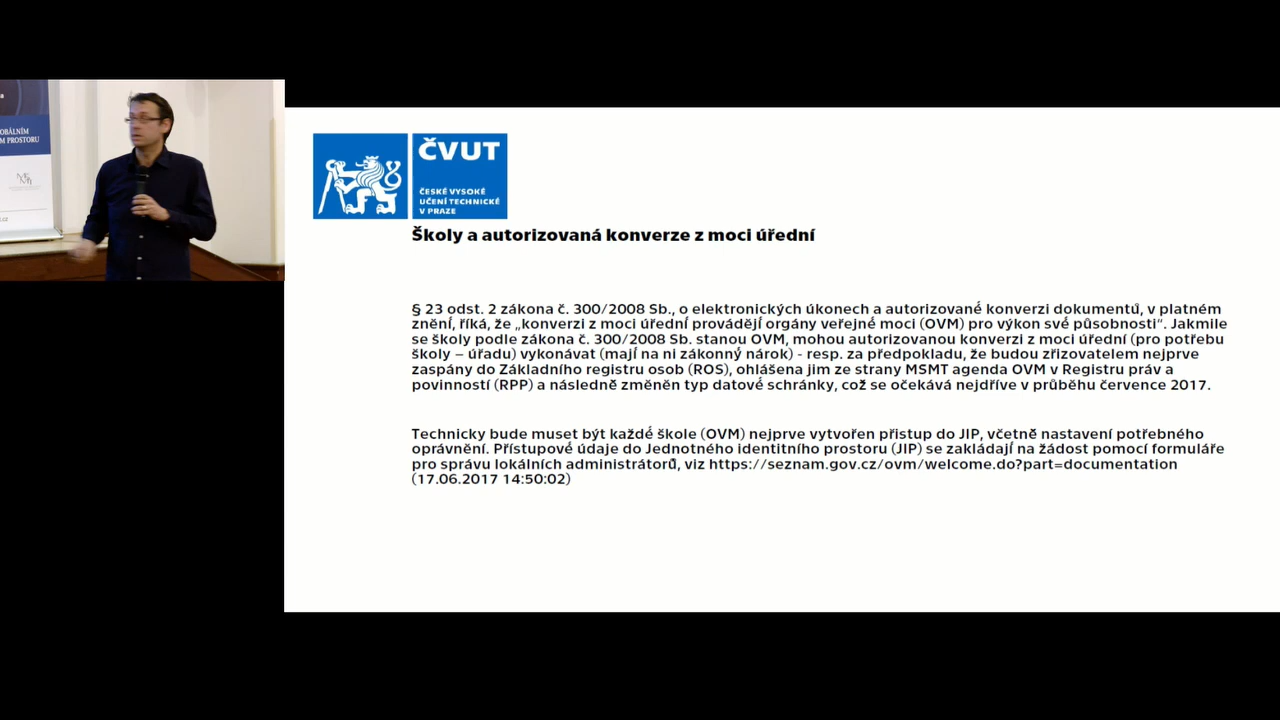 a
OBÁLNÍM
M PROSTORU
.cz
ČVUT
ČESKÉ VYSOKÉ
UČENÍ TECHNICKÉ
V PRAZE
Školy a autorizovaná konverze z moci úřední
§ 23 odst. 2 zákona č. 300/2008 Sb., o elektronických úkonech a autorizované konverzi dokumentů, v platném
znění, říká, že „konverzi z moci úřední provádějí orgány veřejné moci (OVM) pro výkon své působnosti“. Jakmile
se školy podle zákona č. 300/2008 Sb. stanou OVM, mohou autorizovanou konverzi z moci úřední (pro potřebu
školy – úřadu) vykonávat (mají na ni zákonný nárok) - resp. za předpokladu, že budou zřizovatelem nejprve
zaspány do Základního registru osob (ROS), ohlášena jim ze strany MSMT agenda OVM v Registru práv a
povinností (RPP) a následně změněn typ datové schránky, což se očekává nejdříve v průběhu července 2017.
Technicky bude muset být každé škole (OVM) nejprve vytvořen přistup do JIP, včetně nastavení potřebného
oprávnění. Přístupové údaje do Jednotného identitního prostoru (JIP) se zakládají na žádost pomocí formuláře
pro správu lokálních administrátorů, viz https://seznam.gov.cz/ovm/welcome.do?part=documentation
(17.06.2017 14:50:02)